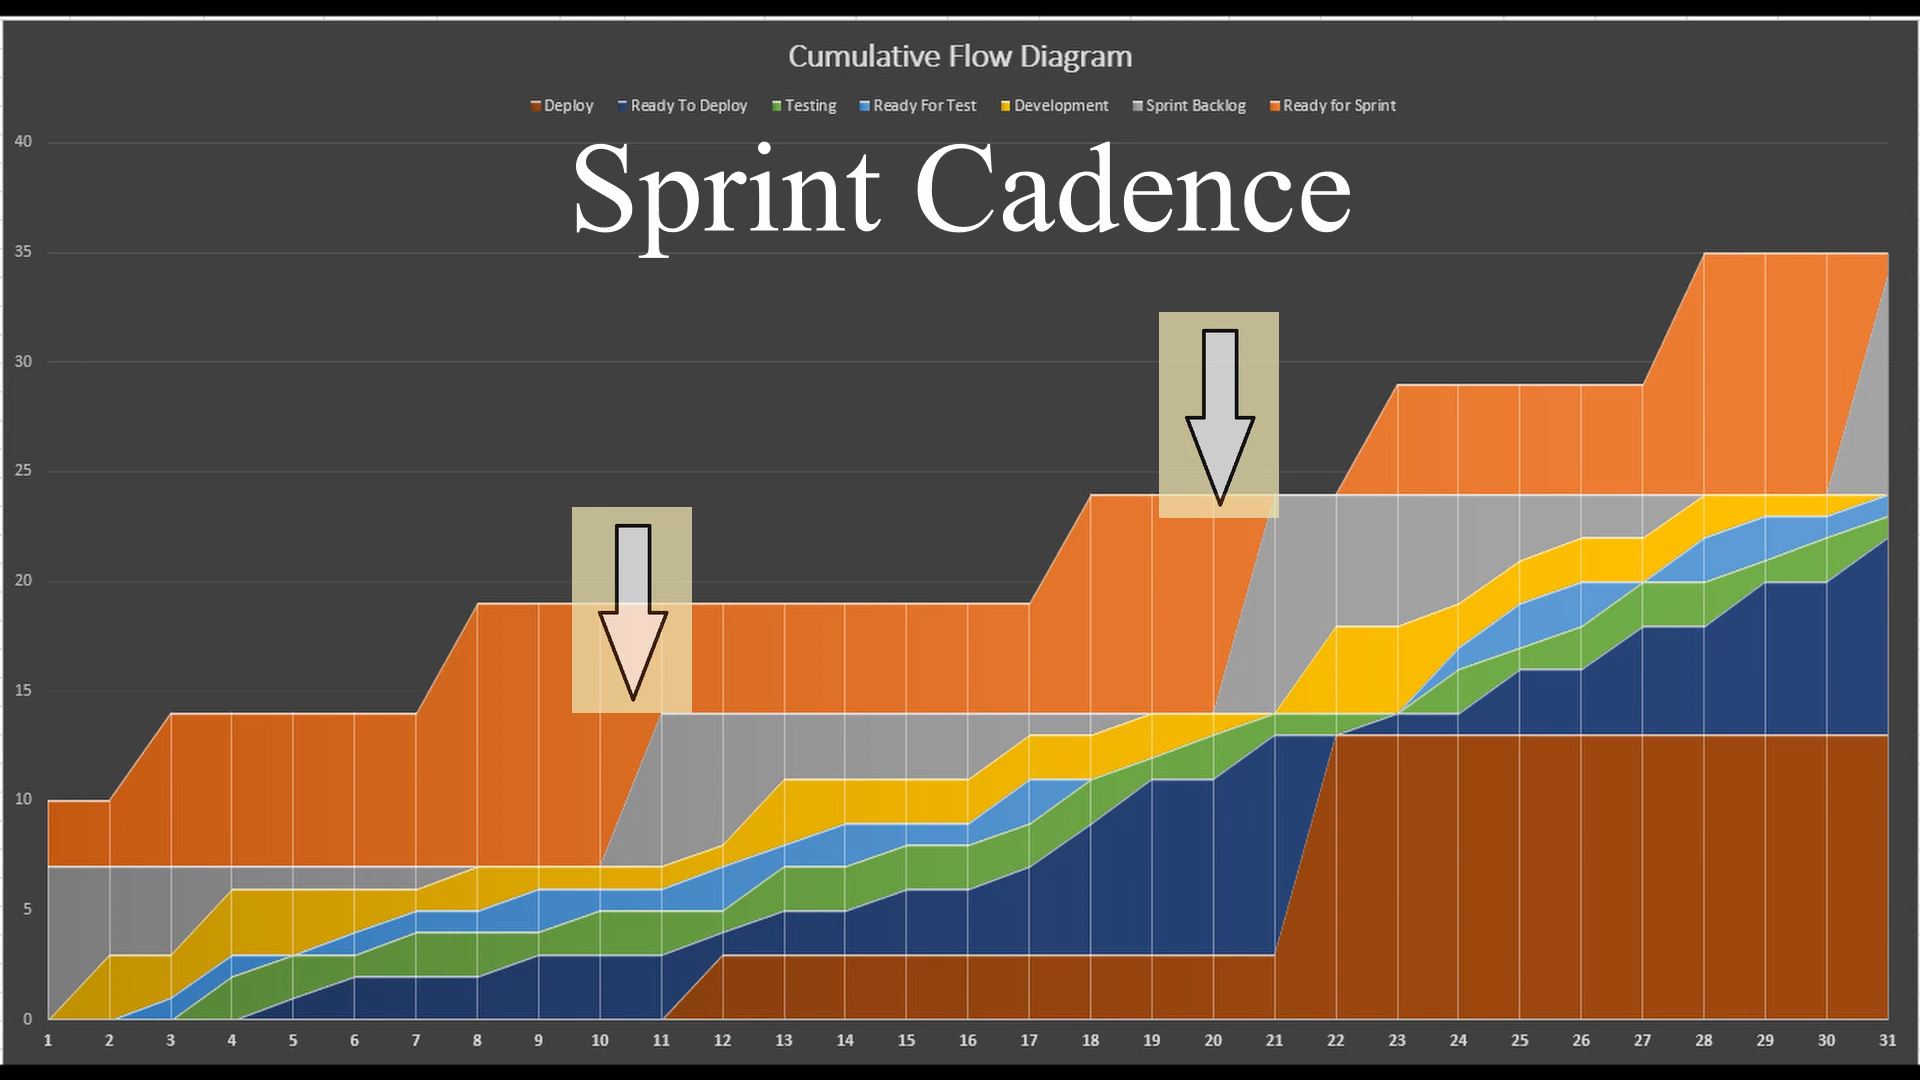 Cumulative Flow Diagram
Deploy Ready To Deploy Testing Ready For Test Development Sprint Backlog Ready for Sprint
Sprint Cadence
40
35
30
25
20
15
10
5
0
1 2 3 4 5 6 7 8 9 10 11 12 13 14 15 16 17 18 19 20 21 22 23 24 25 26 27 28 29 30 31